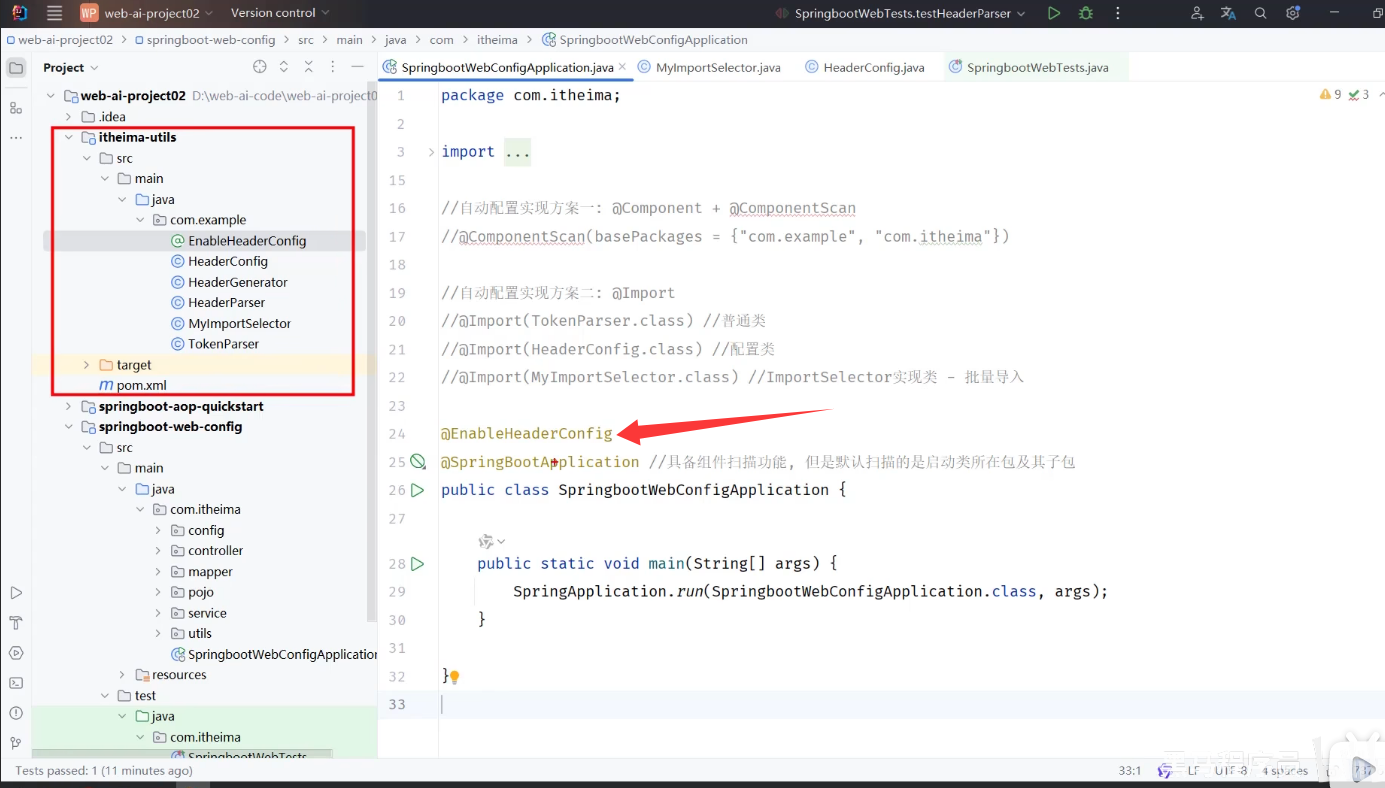 WP web-ai-project02 Version control SpringbootWebTests.testHeaderParser
web-ai-project02 springboot-web-config src main java com itheima SpringbootWebConfigApplication
Project
SpringbootWebConfigApplication.java MyImportSelector.java HeaderConfig.java SpringbootWebTests.java
web-ai-project02 D:\web-ai-code\web-ai-project0
.idea
itheima-utils
src
main
java
com.example
EnableHeaderConfig
HeaderConfig
HeaderGenerator
HeaderParser
MyImportSelector
TokenParser
target
pom.xml
springboot-aop-quickstart
springboot-web-config
src
main
java
com.itheima
config
controller
mapper
pojo
service
utils
SpringbootWebConfigApplication
resources
test
java
com.itheima
SpringbootWebTests
9 3
1 package com.itheima;
2
3 import ...
15
16 //自动配置实现方案一: @Component + @ComponentScan
17 //@ComponentScan(basePackages = {"com.example", "com.itheima"})
18
19 //自动配置实现方案二: @Import
20 //@Import(TokenParser.class) //普通类
21 //@Import(HeaderConfig.class) //配置类
22 //@Import(MyImportSelector.class) //ImportSelector实现类 - 批量导入
23
24 @EnableHeaderConfig
25 @SpringBootApplication //具备组件扫描功能, 但是默认扫描的是启动类所在包及其子包
26 public class SpringbootWebConfigApplication {
27
28 public static void main(String[] args) {
29 SpringApplication.run(SpringbootWebConfigApplication.class, args);
30 }
31
32 }
33
Tests passed: 1 (11 minutes ago)
33:1 LF UTF-8 4 spaces